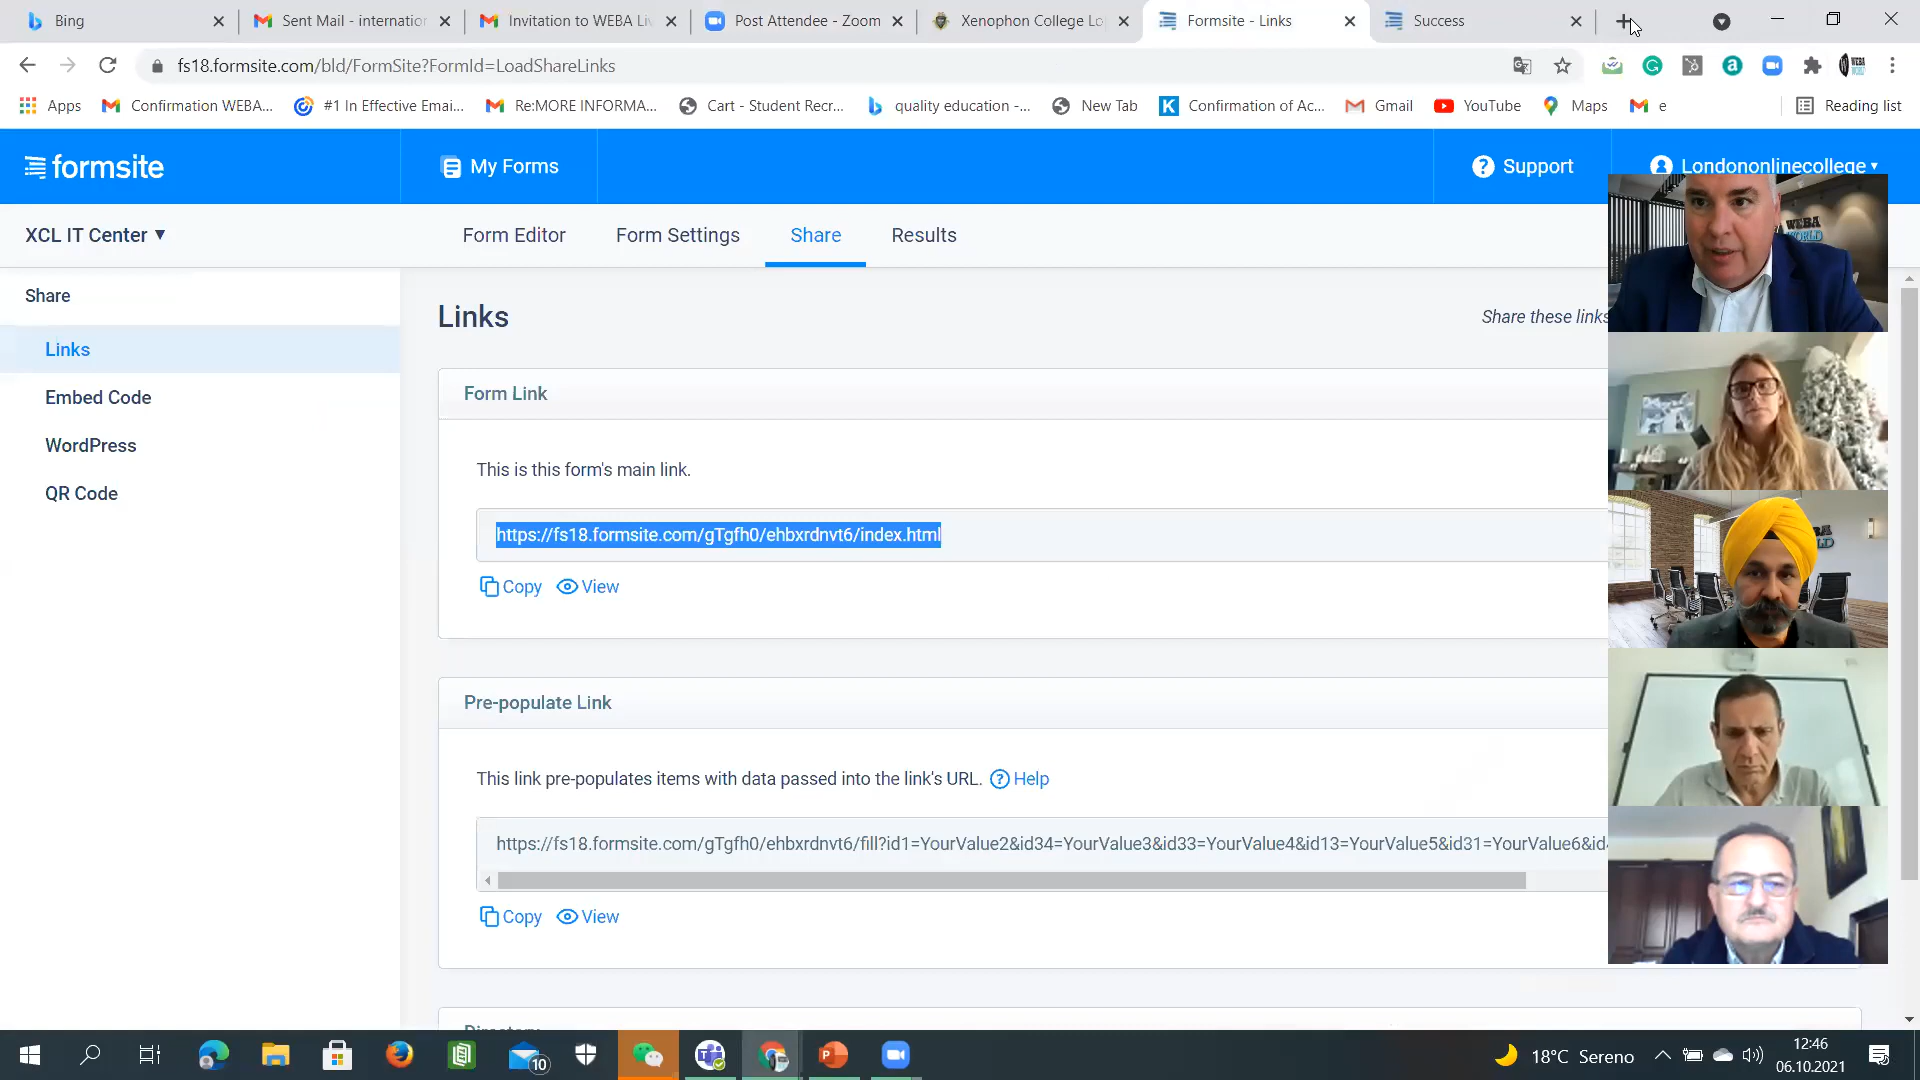 Bing
Sent Mail - internation
Invitation to WEBA Liv
Post Attendee - Zoom
Xenophon College Lo
Formsite - Links
Success
fs18.formsite.com/bld/FormSite?FormId=LoadShareLinks
Apps
Confirmation WEBA...
#1 In Effective Emai...
Re:MORE INFORMA...
Cart - Student Recr...
quality education -...
New Tab
Confirmation of Ac...
Gmail
YouTube
Maps
e
Reading list
formsite
My Forms
Support
Londononlinecollege
XCL IT Center
Form Editor
Form Settings
Share
Results
Share
Links
Embed Code
WordPress
QR Code
Links
Share these links
Form Link
This is this form's main link.
https://fs18.formsite.com/gTgfh0/ehbxrdnvt6/index.html
Copy
View
Pre-populate Link
This link pre-populates items with data passed into the link's URL.
Help
https://fs18.formsite.com/gTgfh0/ehbxrdnvt6/fill?id1=YourValue2&id34=YourValue3&id33=YourValue4&id13=YourValue5&id31=YourValue6&id
Copy
View
Directory
WEBA
WORLD
10
18°C Sereno
12:46
06.10.2021